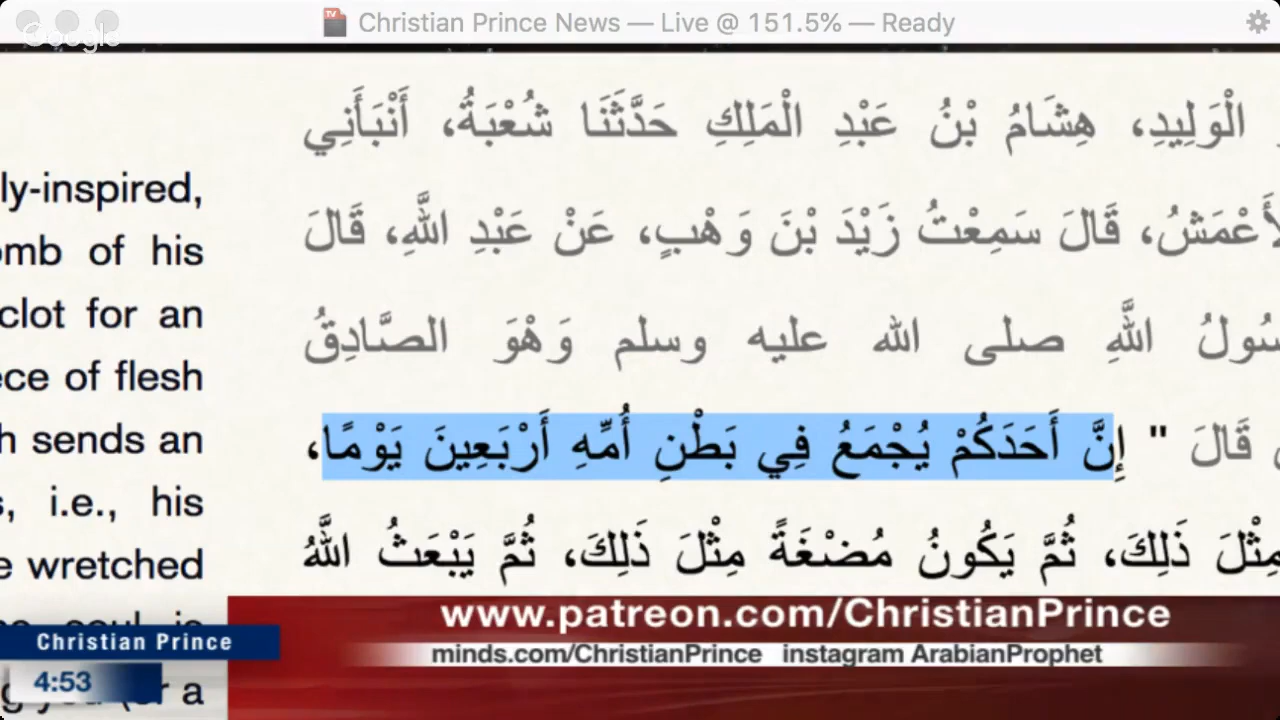 Christian Prince News — Live @ 151.5% — Ready
Google
الْوَلِيدِ، هِشَامُ بْنُ عَبْدِ الْمَلِكِ حَدَّثَنَا شُعْبَةُ، أَنْبَأَنِي
قَالَ سَمِعْتُ زَيْدَ بْنَ وَهْبٍ، عَنْ عَبْدِ اللَّهِ، قَالَ
اللَّهِ صلى الله عليه وسلم وَهْوَ الصَّادِقُ
قَالَ " إِنَّ أَحَدَكُمْ يُجْمَعُ فِي بَطْنِ أُمِّهِ أَرْبَعِينَ يَوْمًا،
مِثْلَ ذَلِكَ، ثُمَّ يَكُونُ مُضْغَةً مِثْلَ ذَلِكَ، ثُمَّ يَبْعَثُ اللَّهُ
ly-inspired,
omb of his
clot for an
ece of flesh
h sends an
s, i.e., his
e wretched
a
www.patreon.com/ChristianPrince
minds.com/ChristianPrince instagram ArabianProphet
Christian Prince
4:53